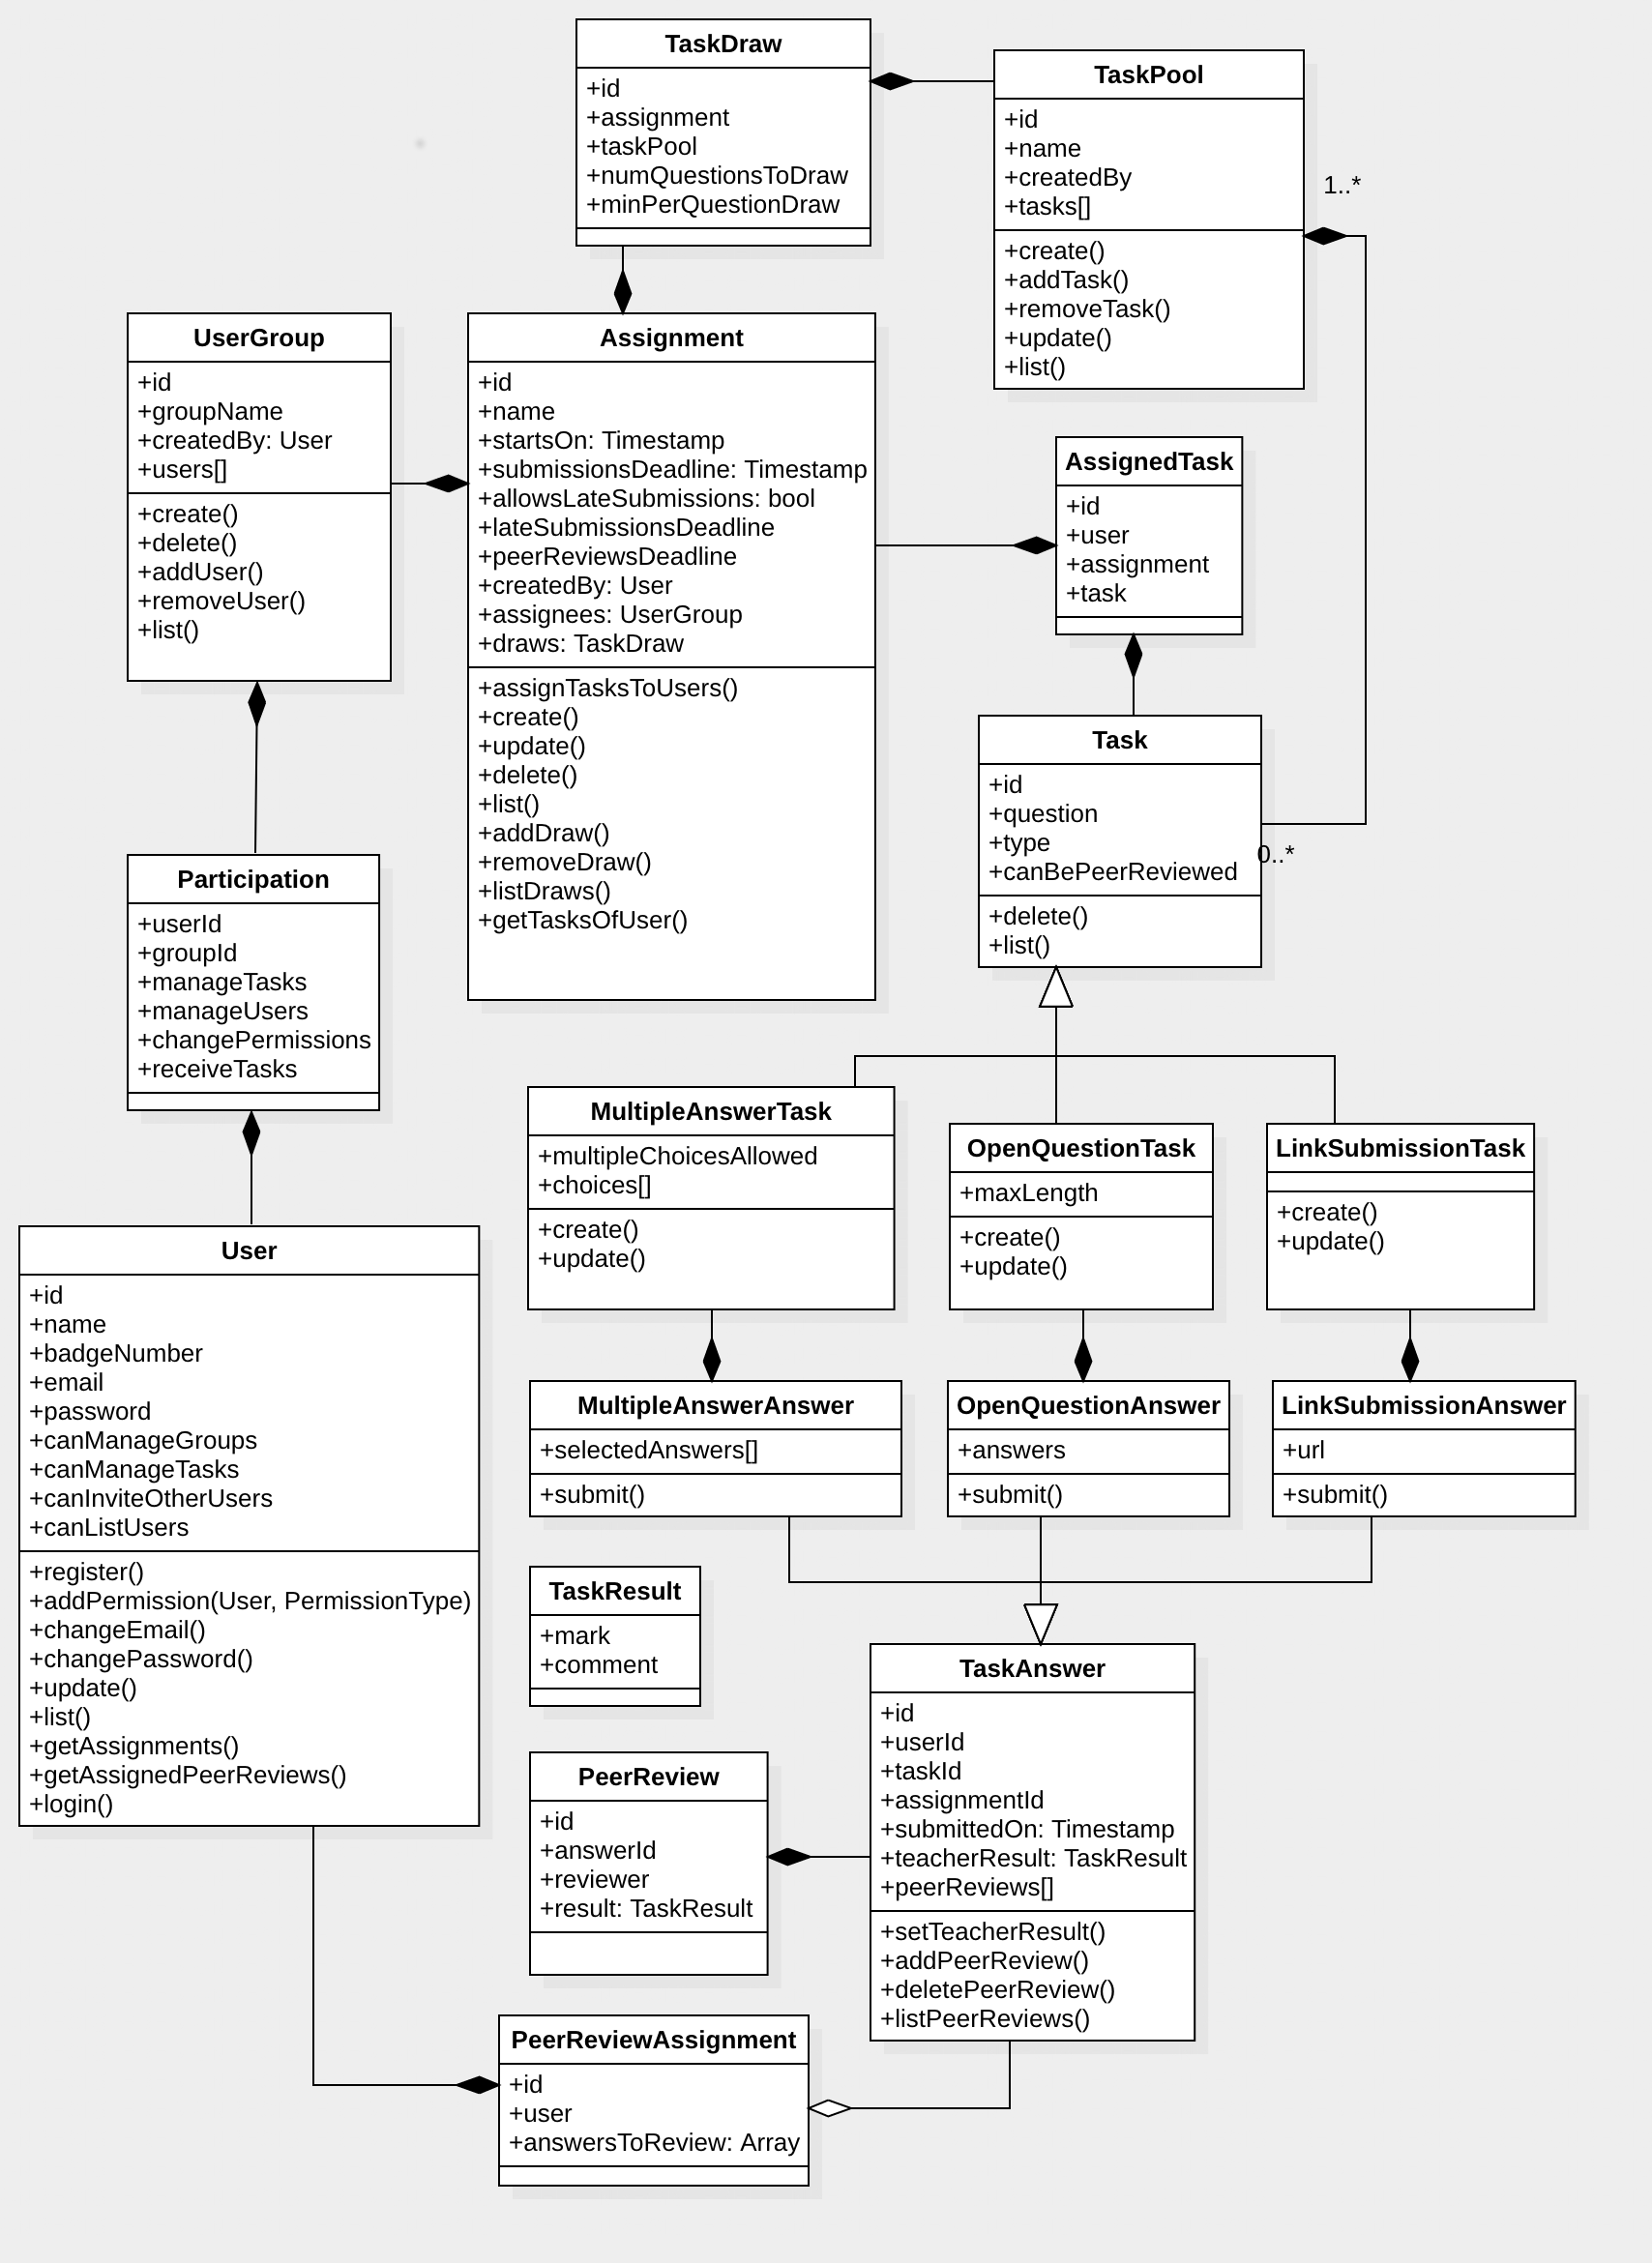 TaskDraw
+id
+assignment
+taskPool
+numQuestionsToDraw
+minPerQuestionDraw
TaskPool
+id
+name
+createdBy
+tasks[]
+create()
+addTask()
+removeTask()
+update()
+list()
1..*
UserGroup
+id
+groupName
+createdBy: User
+users[]
+create()
+delete()
+addUser()
+removeUser()
+list()
Assignment
+id
+name
+startsOn: Timestamp
+submissionsDeadline: Timestamp
+allowsLateSubmissions: bool
+lateSubmissionsDeadline
+peerReviewsDeadline
+createdBy: User
+assignees: UserGroup
+draws: TaskDraw
+assignTasksToUsers()
+create()
+update()
+delete()
+list()
+addDraw()
+removeDraw()
+listDraws()
+getTasksOfUser()
AssignedTask
+id
+user
+assignment
+task
Task
+id
+question
+type
+canBePeerReviewed
+delete()
+list()
0..*
Participation
+userId
+groupId
+manageTasks
+manageUsers
+changePermissions
+receiveTasks
MultipleAnswerTask
+multipleChoicesAllowed
+choices[]
+create()
+update()
OpenQuestionTask
+maxLength
+create()
+update()
LinkSubmissionTask
+create()
+update()
User
+id
+name
+badgeNumber
+email
+password
+canManageGroups
+canManageTasks
+canInviteOtherUsers
+canListUsers
+register()
+addPermission(User, PermissionType)
+changeEmail()
+changePassword()
+update()
+list()
+getAssignments()
+getAssignedPeerReviews()
+login()
MultipleAnswerAnswer
+selectedAnswers[]
+submit()
OpenQuestionAnswer
+answers
+submit()
LinkSubmissionAnswer
+url
+submit()
TaskResult
+mark
+comment
TaskAnswer
+id
+userId
+taskId
+assignmentId
+submittedOn: Timestamp
+teacherResult: TaskResult
+peerReviews[]
+setTeacherResult()
+addPeerReview()
+deletePeerReview()
+listPeerReviews()
PeerReview
+id
+answerId
+reviewer
+result: TaskResult
PeerReviewAssignment
+id
+user
+answersToReview: Array